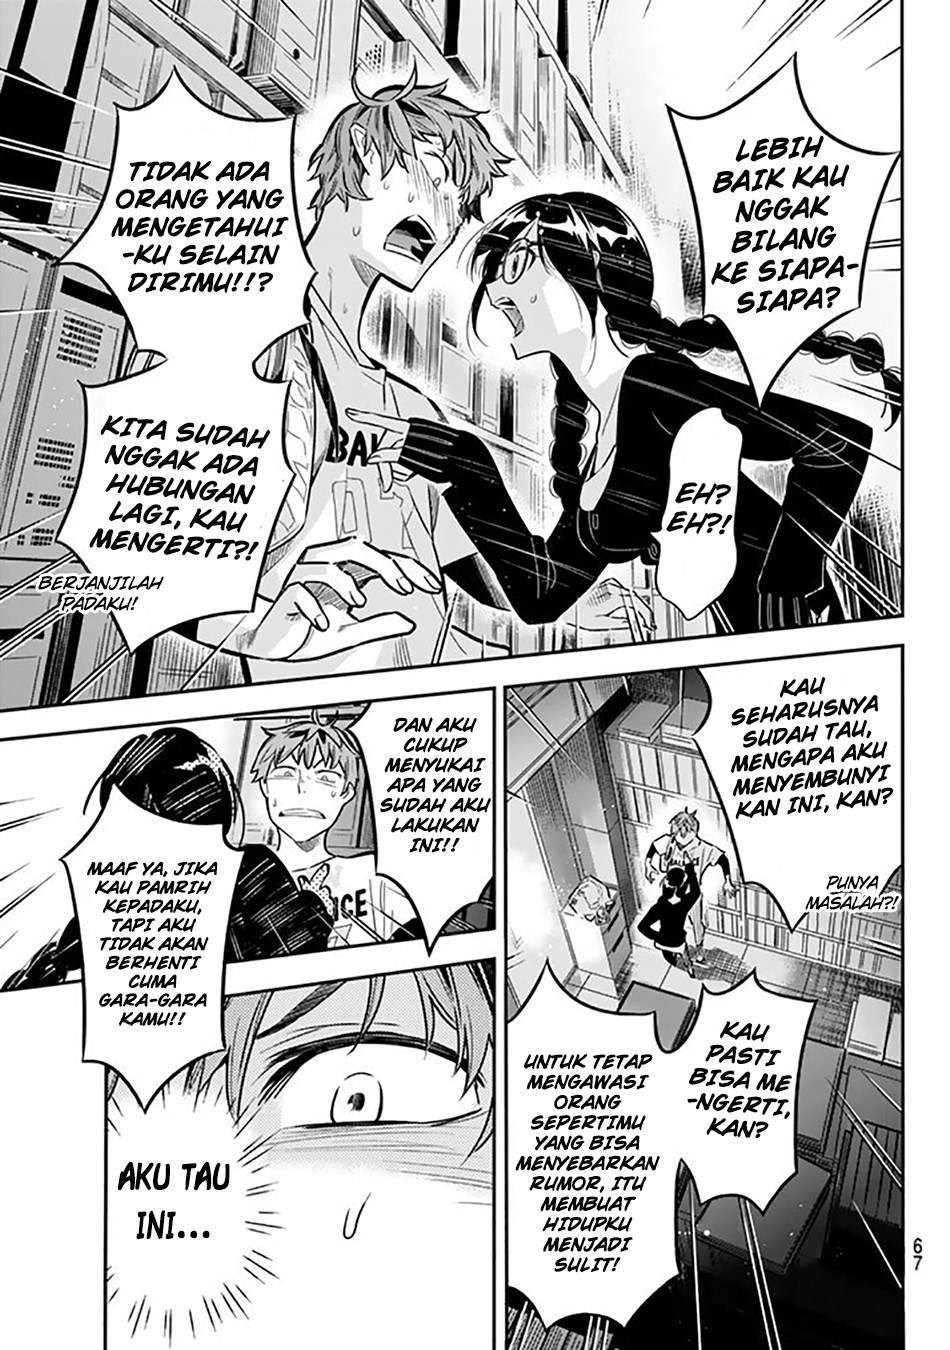 LEBIH
BAIK KAU
NGGAK
BILANG
KE SIAPA-
SIAPA?
EH?
EH?!
TIDAK ADA
ORANG YANG
MENGETAHUI
-KU SELAIN
DIRIMU!!!?
KITA SUDAH
NGGAK ADA
HUBUNGAN
LAGI, KAU
MENGERTI?!
BERJANJILAH
PADAKU!
KAU
SEHARUSNYA
SUDAH TAU,
MENGAPA AKU
MENYEMBUNYI
KAN INI, KAN?
PUNYA
MASALAH?!
KAU
PASTI
BISA ME
-NGERTI,
KAN?
UNTUK TETAP
MENGAWASI
ORANG
SEPERTIMU
YANG BISA
MENYEBARKAN
RUMOR, ITU
MEMBUAT
HIDUPKU
MENJADI
SULIT!
DAN AKU
CUKUP
MENYUKAI
APA YANG
SUDAH AKU
LAKUKAN
INI!!
MAAF YA, JIKA
KAU PAMRIH
KEPADAKU,
TAPI AKU
TIDAK AKAN
BERHENTI
CUMA
GARA-GARA
KAMU!!
AKU TAU
INI...
67